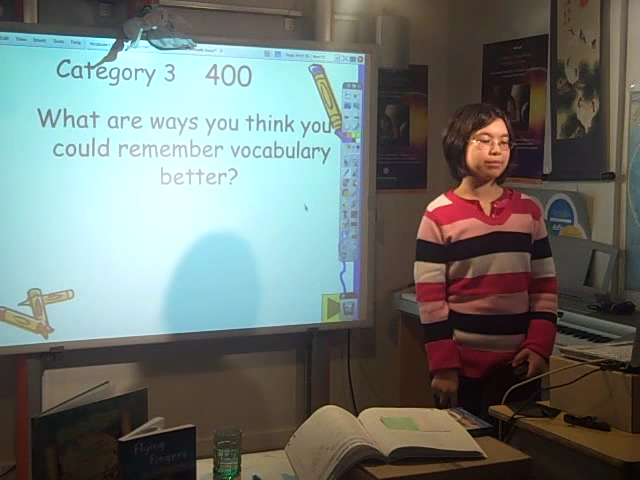 Category 3 400
What are ways you think you
could remember vocabulary
better?
Flying
Fingers